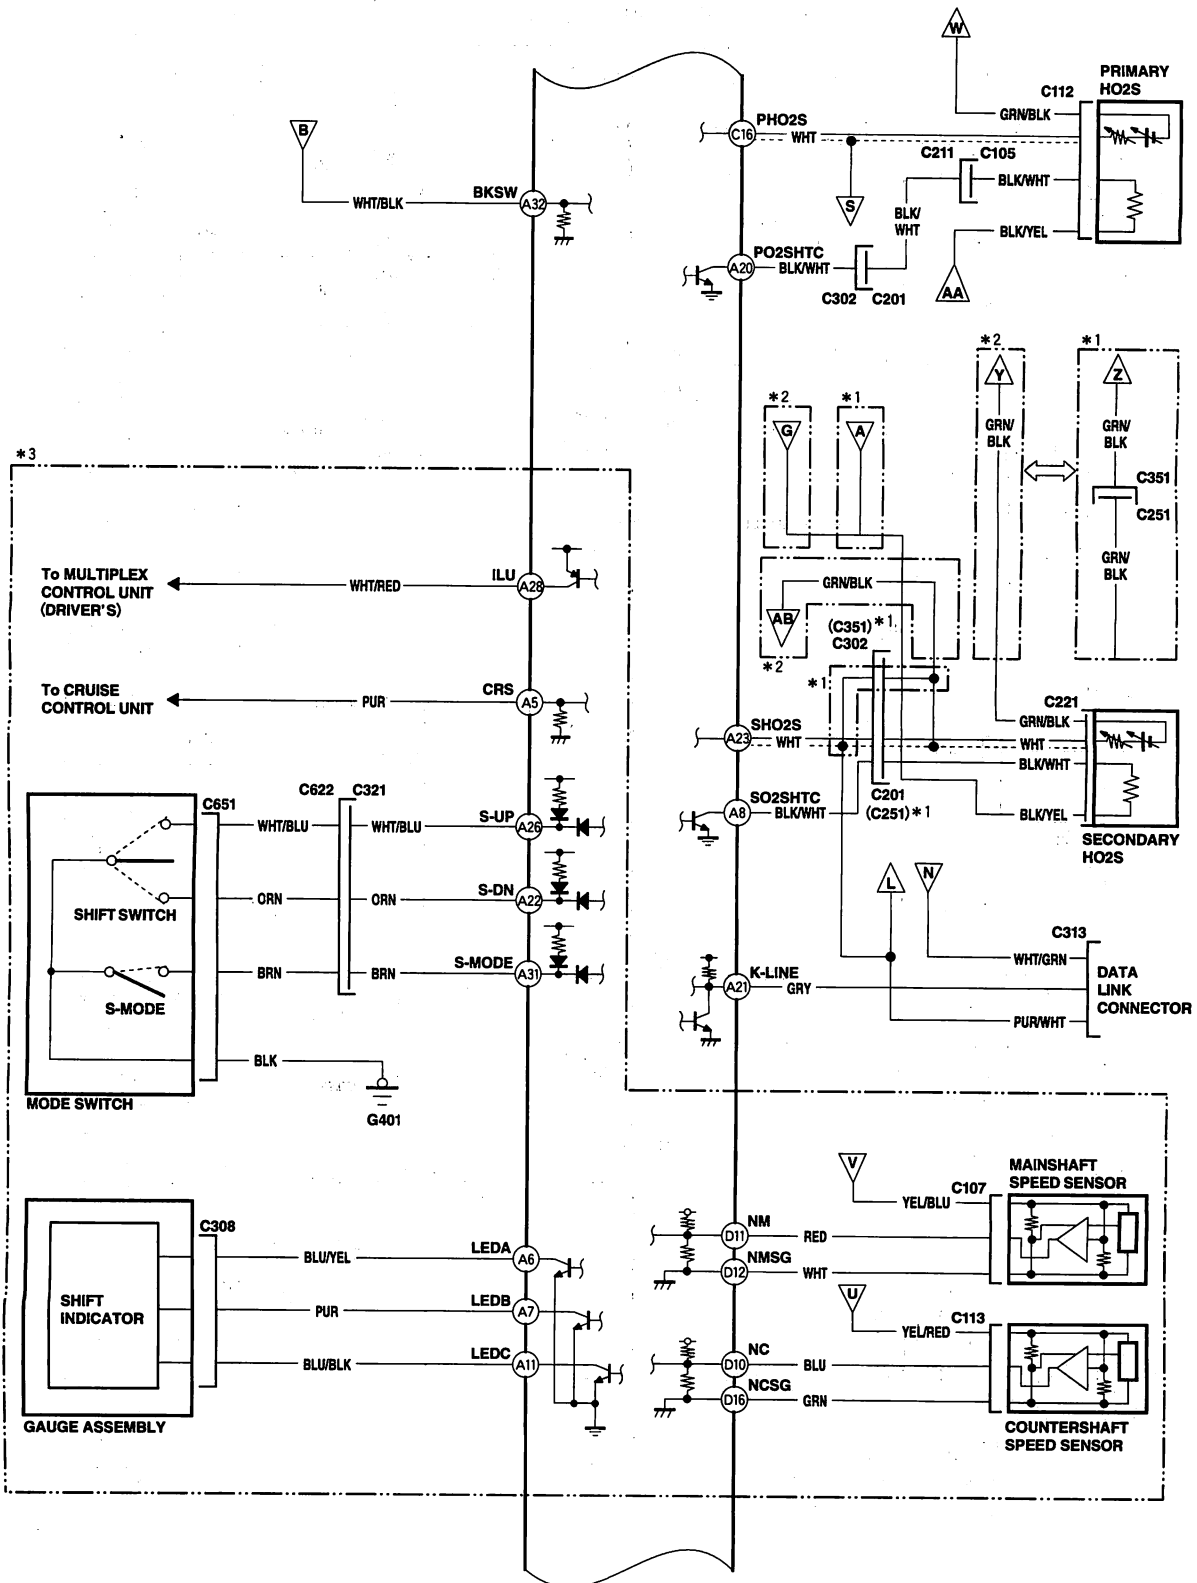 W
PRIMARY
HO2S
C112
GRN/BLK
B
PHO2S
C16
WHT
C211
C105
BLK/WHT
S
BLK/
WHT
BKSW
WHT/BLK
A32
BLK/YEL
PO2SHTC
A20
BLK/WHT
C302
C201
AA
*2
*1
Y
Z
GRN/
BLK
GRN/
BLK
C351
C251
GRN/
BLK
*2
*1
G
A
*3
To MULTIPLEX
CONTROL UNIT
(DRIVER'S)
WHT/RED
ILU
A28
GRN/BLK
AB
(C351)*1
C302
*2
*1
To CRUISE
CONTROL UNIT
PUR
CRS
A5
C221
GRN/BLK
SHO2S
A23
WHT
WHT
BLK/WHT
C201
(C251)*1
SO2SHTC
A8
BLK/WHT
BLK/YEL
SECONDARY
HO2S
C651
C622
C321
WHT/BLU
WHT/BLU
S-UP
A26
SHIFT SWITCH
ORN
ORN
S-DN
A22
BRN
BRN
S-MODE
A31
S-MODE
BLK
G401
MODE SWITCH
L
N
C313
WHT/GRN
K-LINE
A21
GRY
DATA
LINK
CONNECTOR
PUR/WHT
V
YEL/BLU
C107
MAINSHAFT
SPEED SENSOR
NM
D11
RED
NMSG
D12
WHT
U
YEL/RED
C113
NC
D10
BLU
NCSG
D16
GRN
COUNTERSHAFT
SPEED SENSOR
C308
SHIFT
INDICATOR
BLU/YEL
LEDA
A6
PUR
LEDB
A7
BLU/BLK
LEDC
A11
GAUGE ASSEMBLY